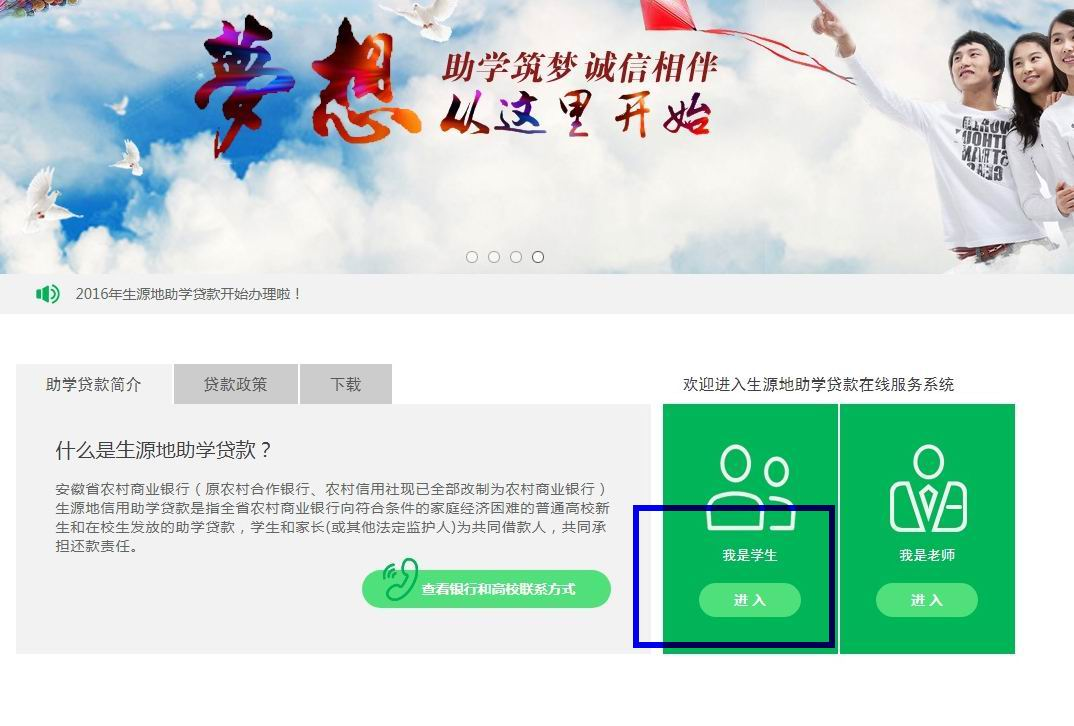 夢想
助学筑梦 诚信相伴
从这里开始
2016年生源地助学贷款开始办理啦！
助学贷款简介
贷款政策
下载
欢迎进入生源地助学贷款在线服务系统
什么是生源地助学贷款？
安徽省农村商业银行（原农村合作银行、农村信用社现已全部改制为农村商业银行）
生源地信用助学贷款是指全省农村商业银行向符合条件的家庭经济困难的普通高校新
生和在校生发放的助学贷款，学生和家长(或其他法定监护人)为共同借款人，共同承
担还款责任。
查看银行和高校联系方式
我是学生
进 入
我是老师
进 入